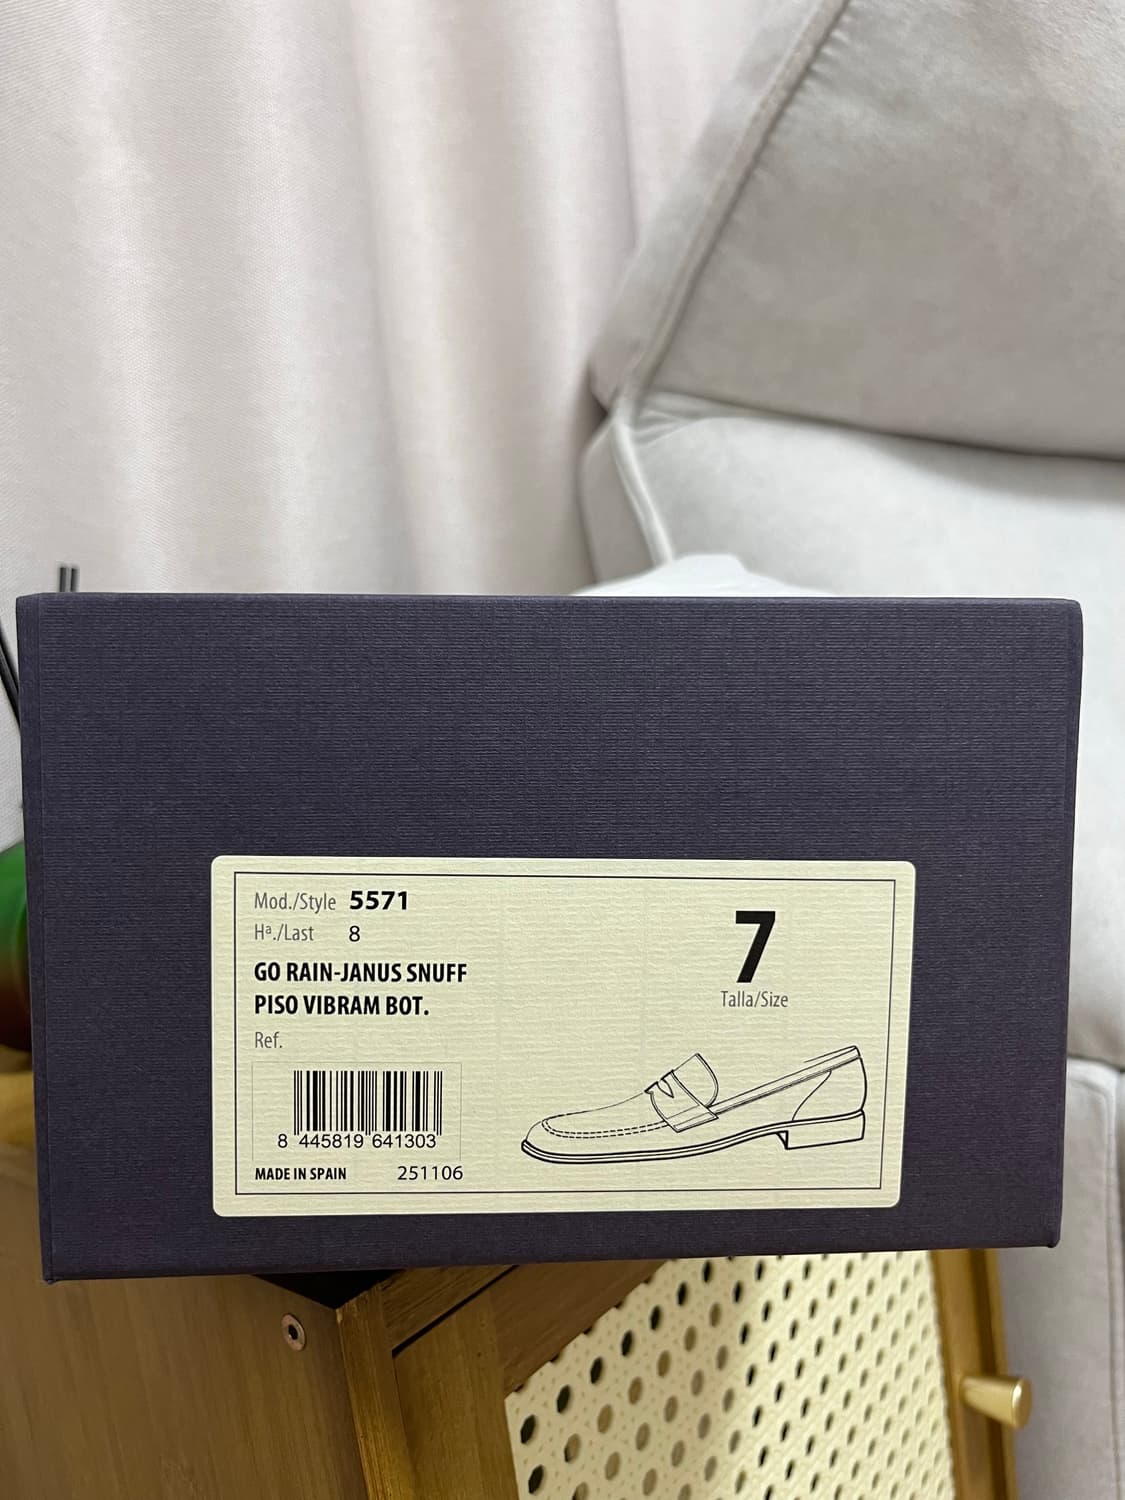 Mod./Style 5571
Hª./Last 8
GO RAIN-JANUS SNUFF
PISO VIBRAM BOT.
Ref.
8 445819 641303
MADE IN SPAIN 251106
7
Talla/Size